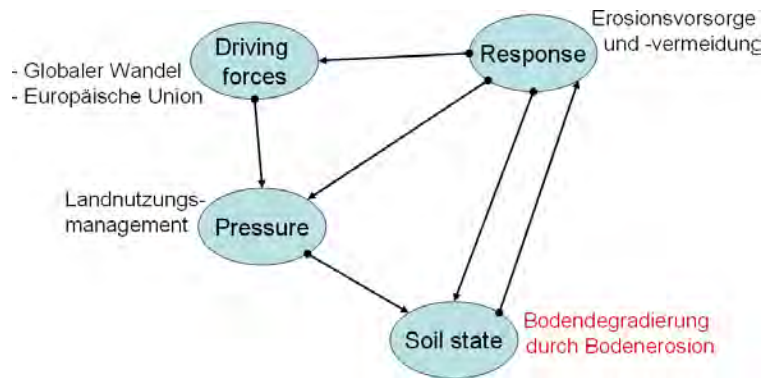 Driving
forces
- Globaler Wandel
- Europäische Union
Response
Erosionsvorsorge
und -vermeidung
Landnutzungs-
management
Pressure
Soil state
Bodendegradierung
durch Bodenerosion